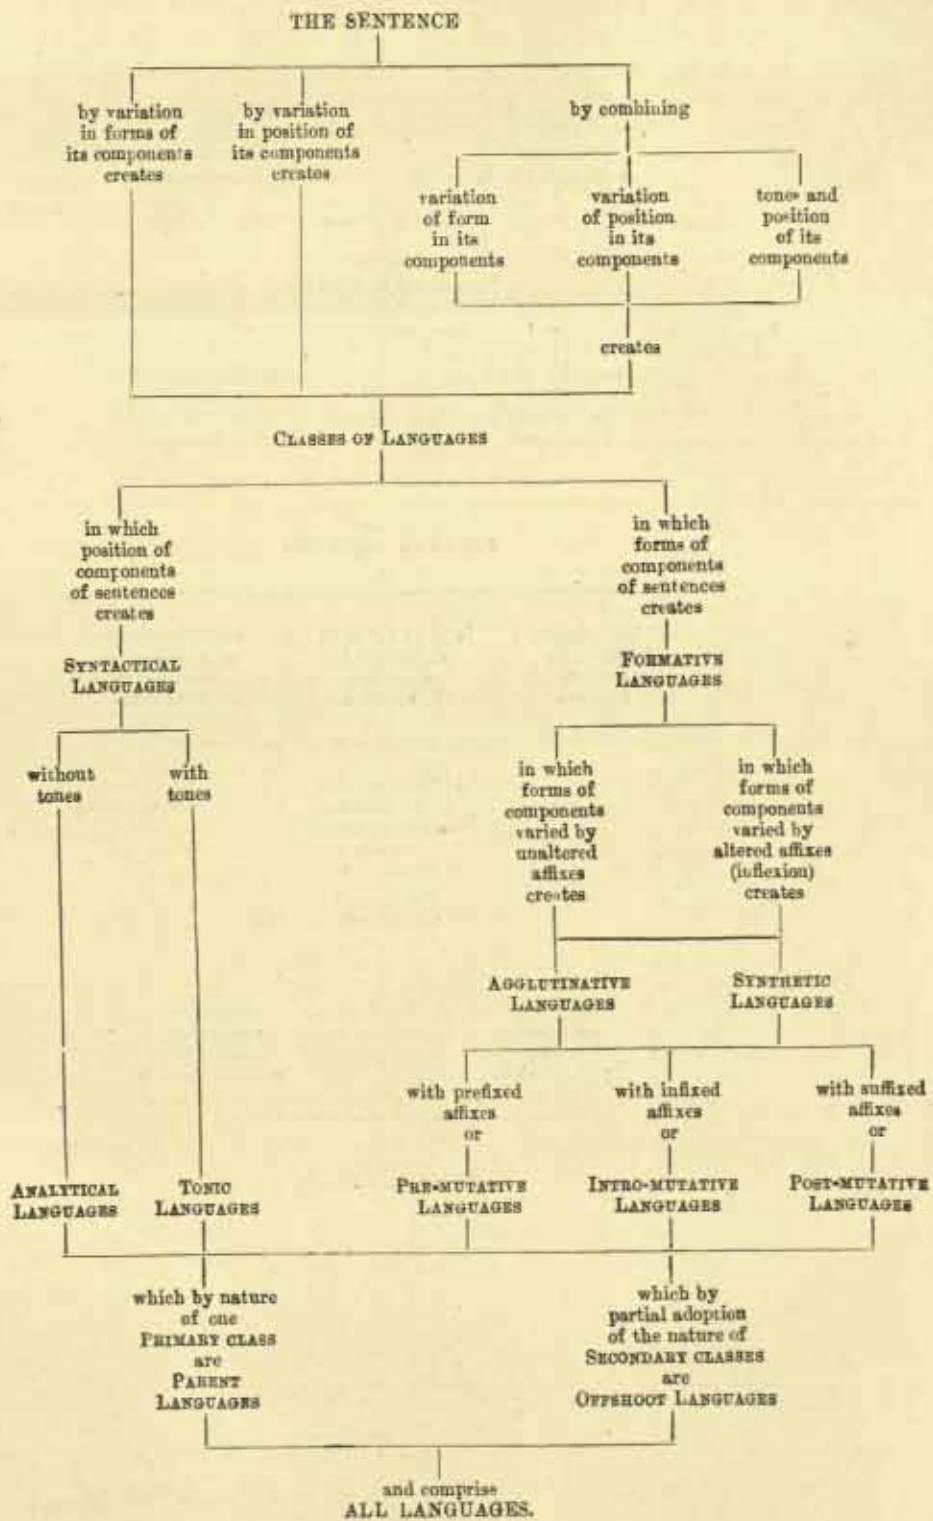 THE SENTENCE
by variation
in forms of
its components
creates
by variation
in position of
its components
creates
by combining
variation
of form
in its
components
variation
of position
in its
components
tones and
position
of its
components
creates
CLASSES OF LANGUAGES
in which
position of
components
of sentences
creates
in which
forms of
components
of sentences
creates
SYNTACTICAL
LANGUAGES
FORMATIVE
LANGUAGES
without
tones
with
tones
in which
forms of
components
varied by
unaltered
affixes
creates
in which
forms of
components
varied by
altered affixes
(inflexion)
creates
AGGLUTINATIVE
LANGUAGES
SYNTHETIC
LANGUAGES
with prefixed
affixes
or
with infixed
affixes
or
with suffixed
affixes
or
ANALYTICAL
LANGUAGES
TONIC
LANGUAGES
PRE-MUTATIVE
LANGUAGES
INTRO-MUTATIVE
LANGUAGES
POST-MUTATIVE
LANGUAGES
which by nature
of one
PRIMARY CLASS
are
PARENT
LANGUAGES
which by
partial adoption
of the nature of
SECONDARY CLASSES
are
OFFSHOOT LANGUAGES
and comprise
ALL LANGUAGES.